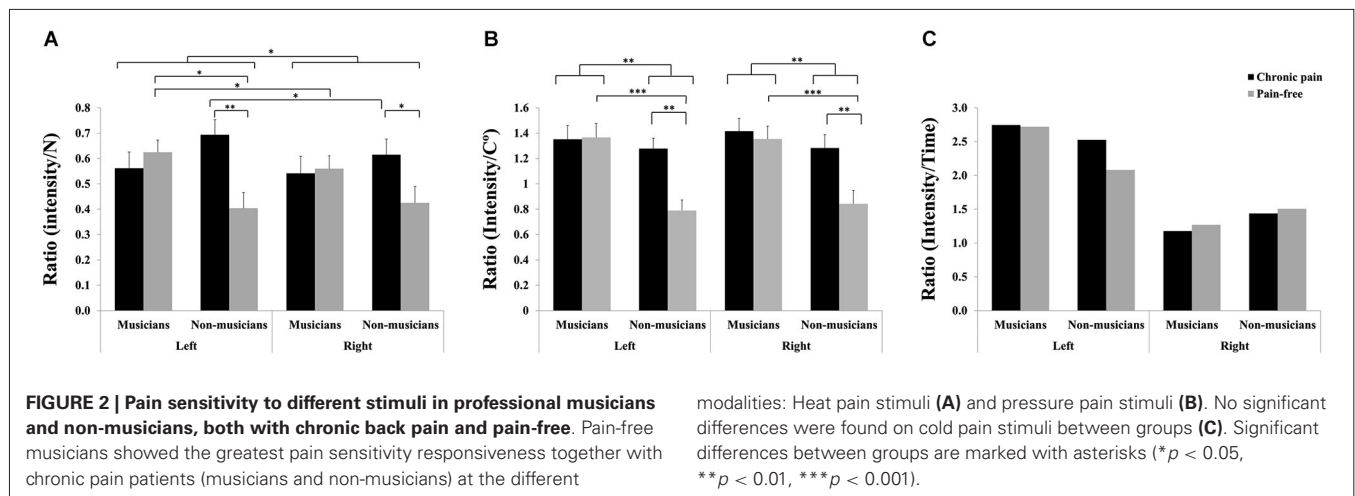 A
B
C
* * * * ** *
** *** ** ** *** **
Chronic pain
Pain-free
Ratio (intensity/N)
0.8
0.7
0.6
0.5
0.4
0.3
0.2
0.1
0.0
Musicians Non-musicians Musicians Non-musicians
Left Right
Ratio (Intensity/Cº)
1.6
1.4
1.2
1
0.8
0.6
0.4
0.2
0
Musicians Non-musicians Musicians Non-musicians
Left Right
Ratio (Intensity/Time)
3.0
2.5
2.0
1.5
1.0
0.5
0.0
Musicians Non-musicians Musicians Non-musicians
Left Right
FIGURE 2 | Pain sensitivity to different stimuli in professional musicians
and non-musicians, both with chronic back pain and pain-free. Pain-free
musicians showed the greatest pain sensitivity responsiveness together with
chronic pain patients (musicians and non-musicians) at the different
modalities: Heat pain stimuli (A) and pressure pain stimuli (B). No significant
differences were found on cold pain stimuli between groups (C). Significant
differences between groups are marked with asterisks (*p < 0.05,
**p < 0.01, ***p < 0.001).